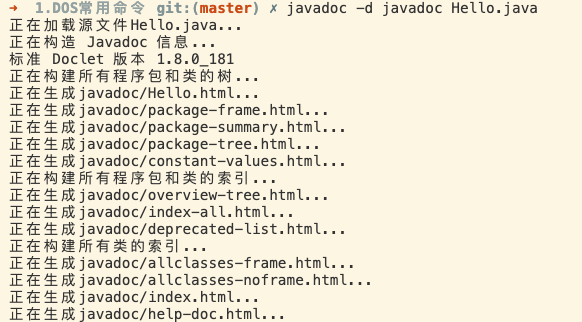 ➜  1.DOS常用命令 git:(master) ✗ javadoc -d javadoc Hello.java
正在加载源文件Hello.java...
正在构造 Javadoc 信息...
标准 Doclet 版本 1.8.0_181
正在构建所有程序包和类的树...
正在生成javadoc/Hello.html...
正在生成javadoc/package-frame.html...
正在生成javadoc/package-summary.html...
正在生成javadoc/package-tree.html...
正在生成javadoc/constant-values.html...
正在构建所有程序包和类的索引...
正在生成javadoc/overview-tree.html...
正在生成javadoc/index-all.html...
正在生成javadoc/deprecated-list.html...
正在构建所有类的索引...
正在生成javadoc/allclasses-frame.html...
正在生成javadoc/allclasses-noframe.html...
正在生成javadoc/index.html...
正在生成javadoc/help-doc.html...